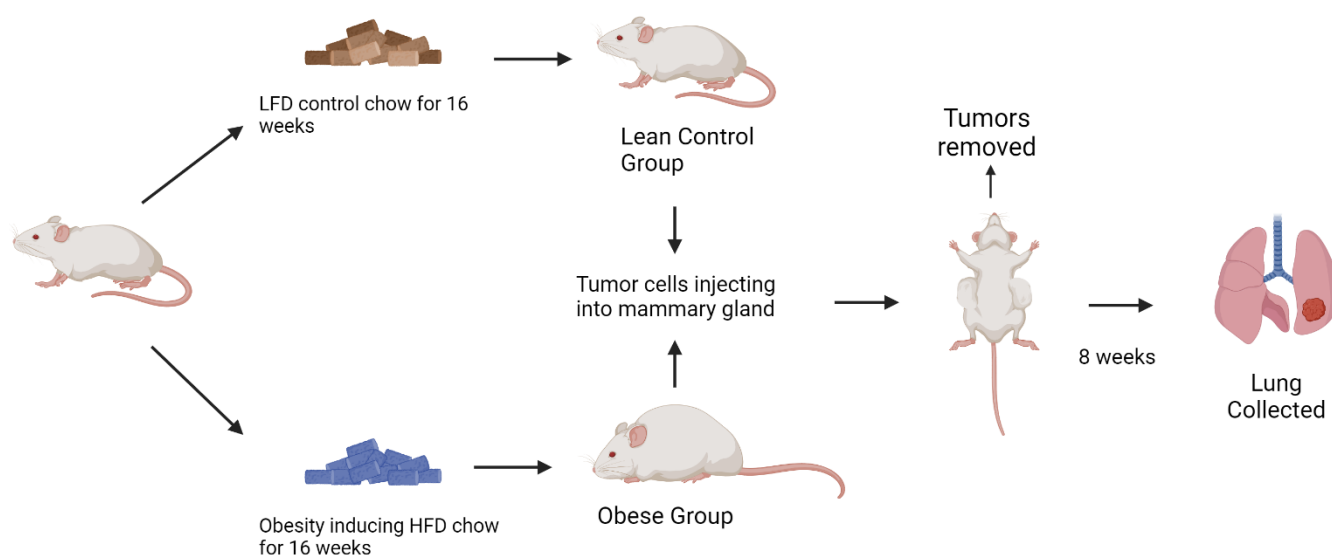 LFD control chow for 16
weeks
Lean Control
Group
Tumors
removed
Tumor cells injecting
into mammary gland
8 weeks
Lung
Collected
Obese Group
Obesity inducing HFD chow
for 16 weeks